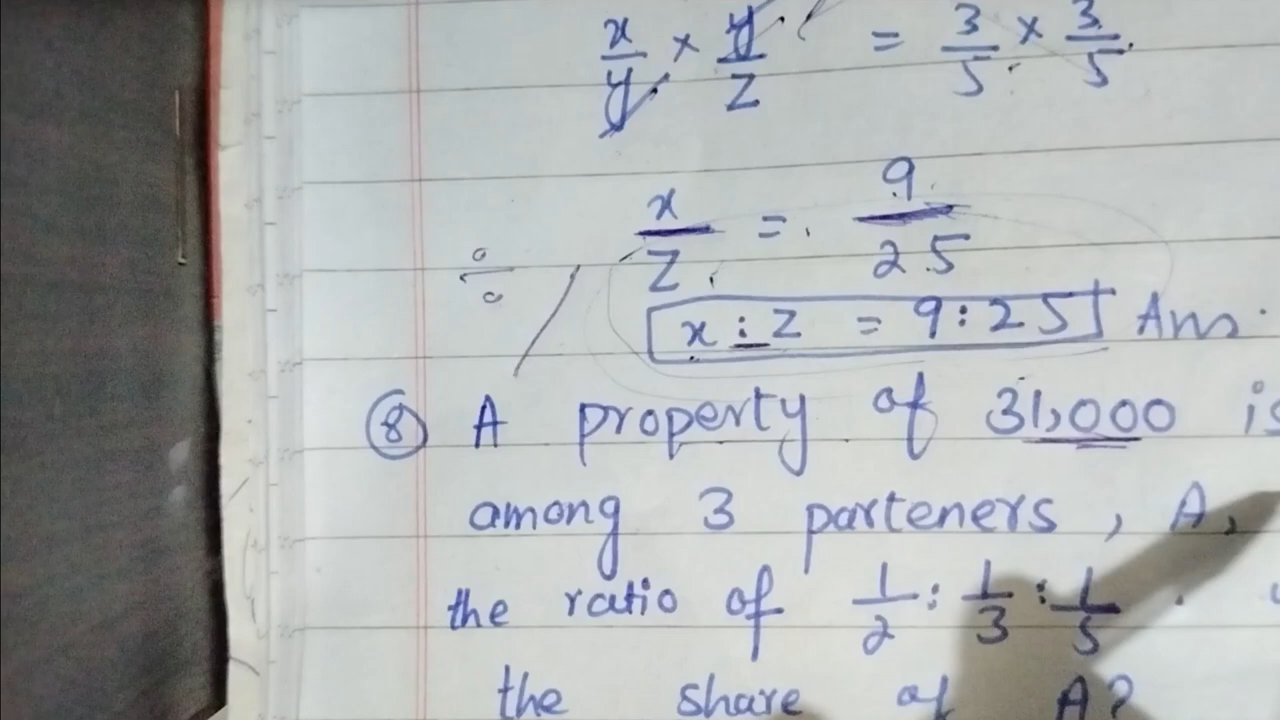 x/y × y/z = 3/5 × 3/5
x/z = 9/25
x : z = 9 : 25 Ans.
⑧ A property of 31,000 is
among 3 parteners, A,
the ratio of 1/2 : 1/3 : 1/5 .
the share of A?